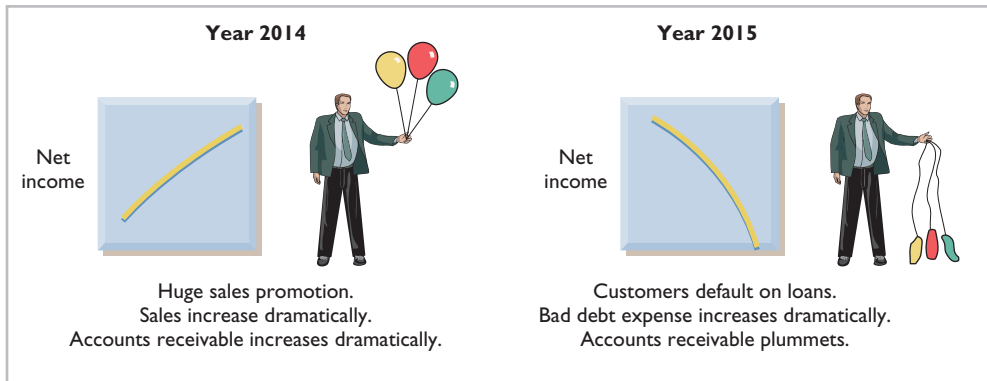 Year 2014
Net
income
Huge sales promotion.
Sales increase dramatically.
Accounts receivable increases dramatically.
Year 2015
Net
income
Customers default on loans.
Bad debt expense increases dramatically.
Accounts receivable plummets.